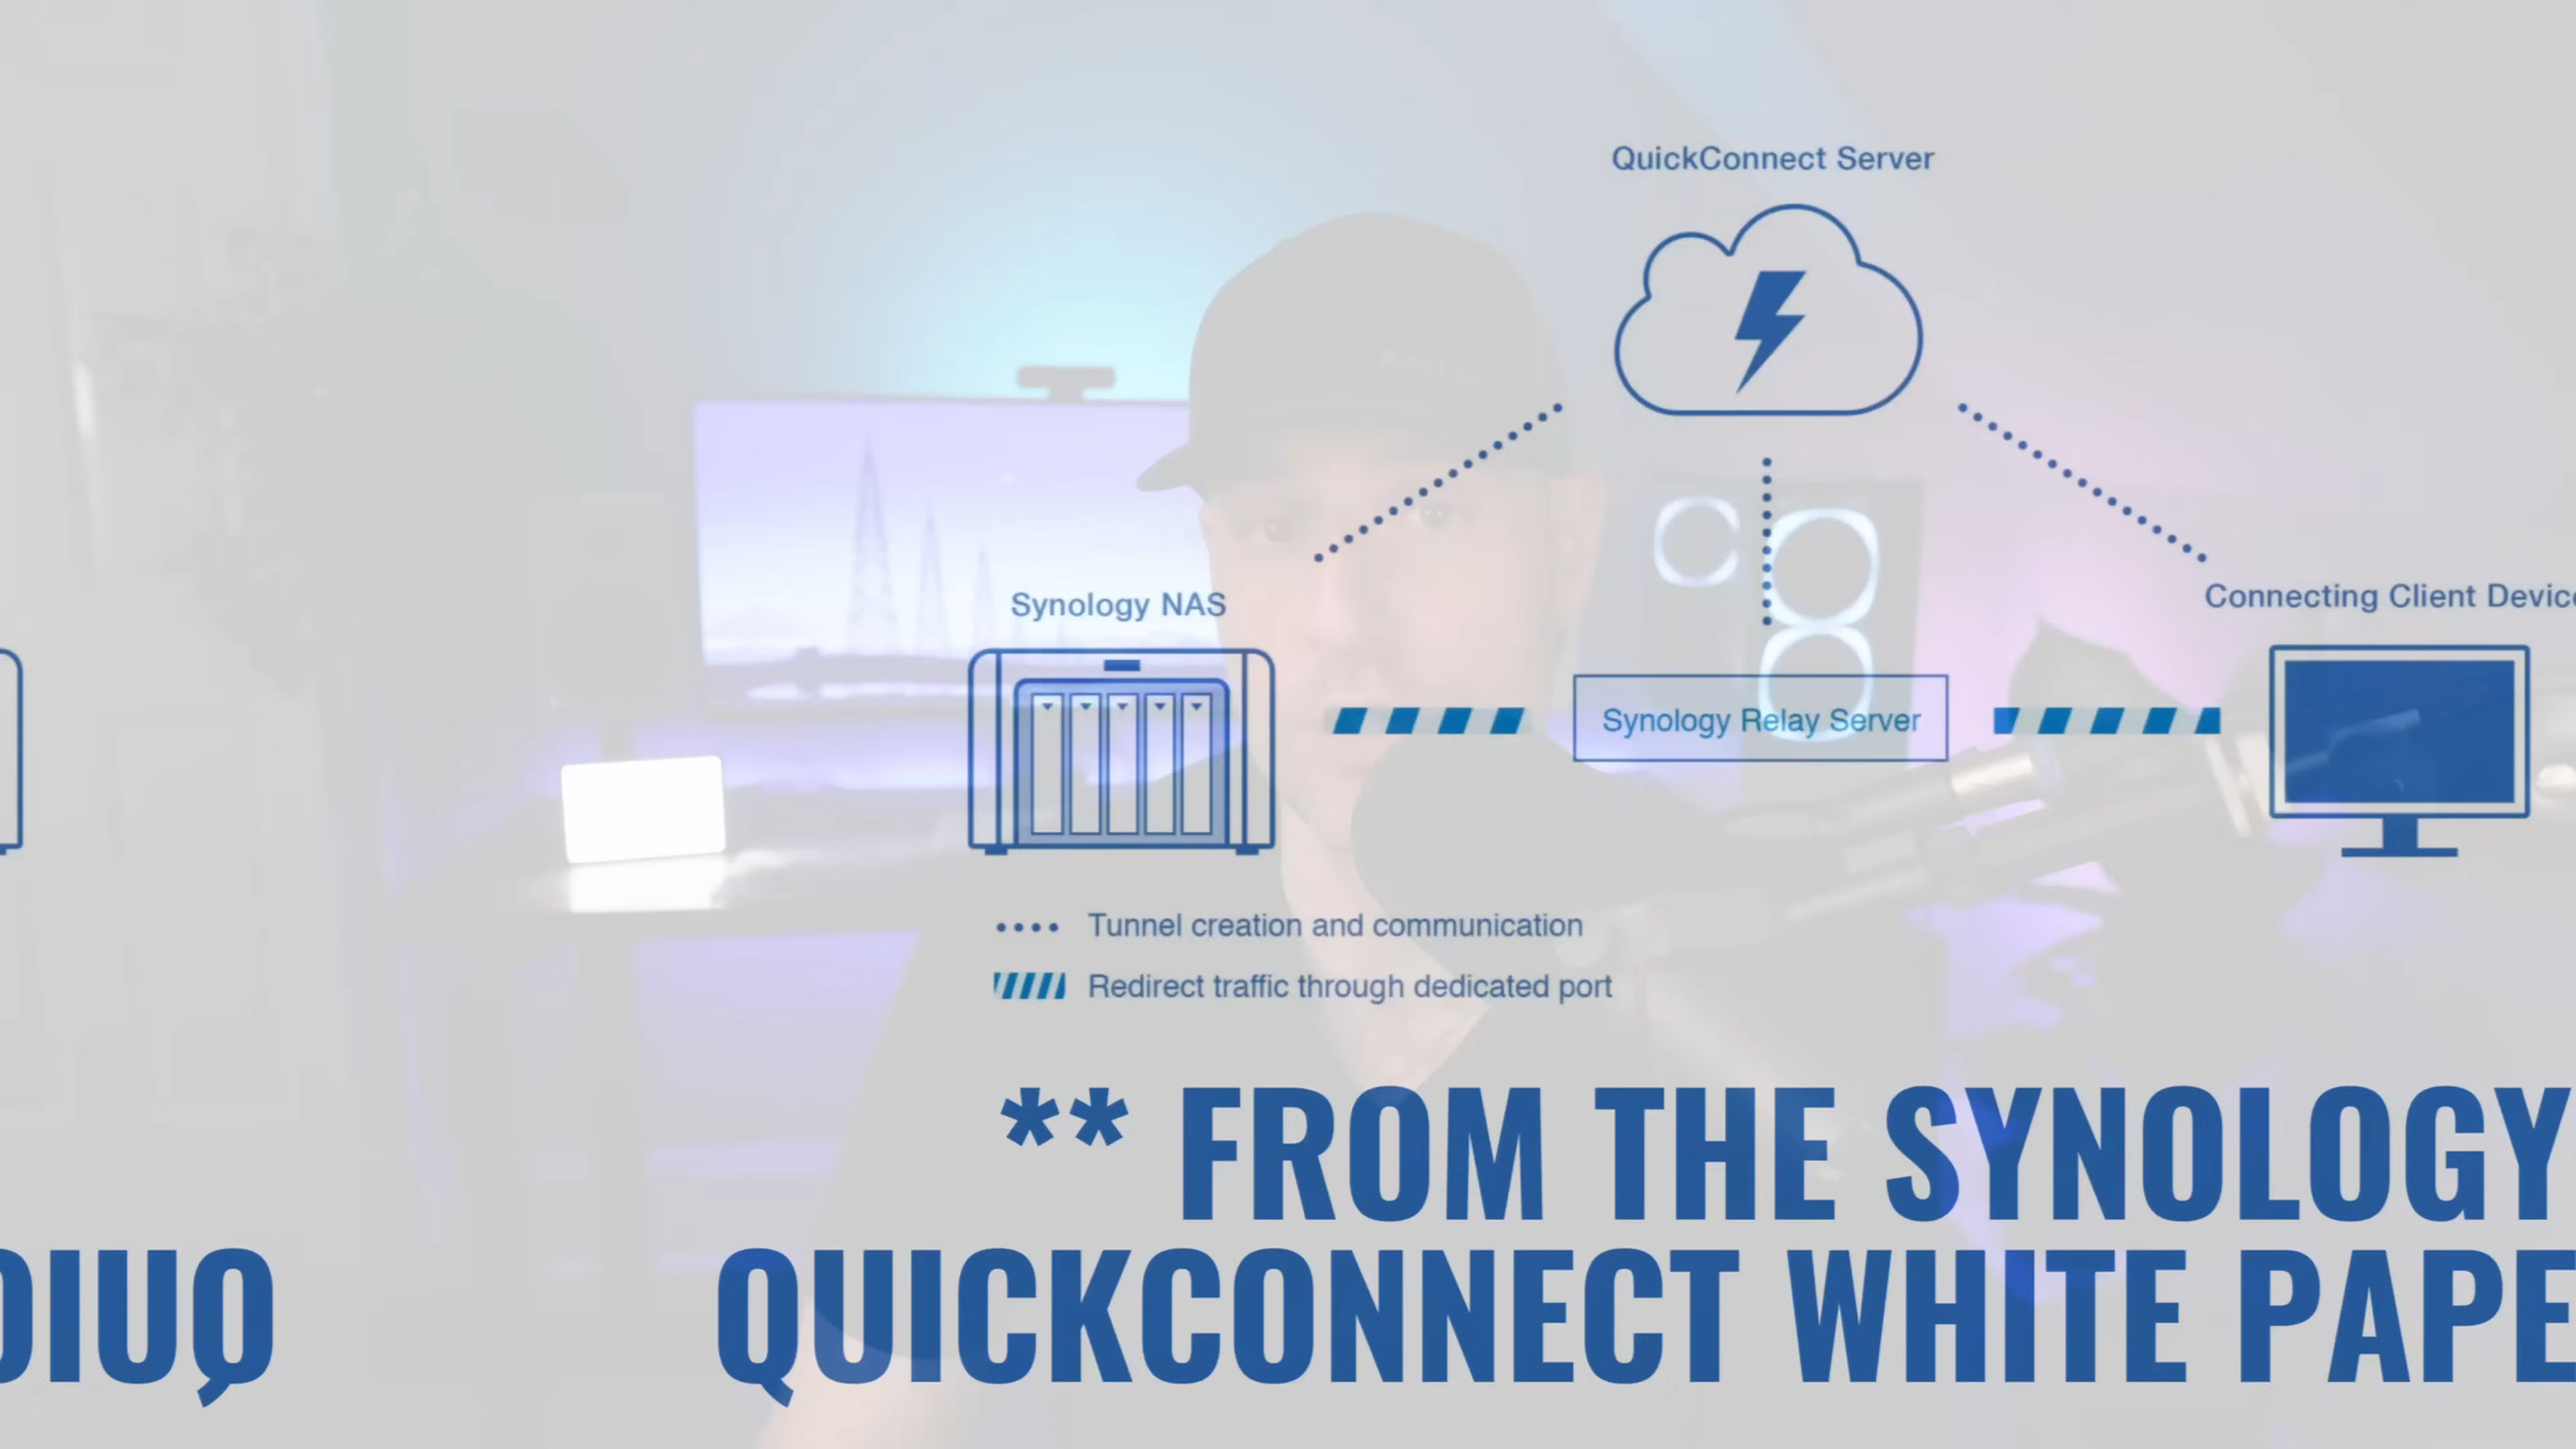 QuickConnect Server
Synology NAS
Connecting Client Devic
Synology Relay Server
Tunnel creation and communication
Redirect traffic through dedicated port
** FROM THE SYNOLOGY
QUICKCONNECT WHITE PAPE